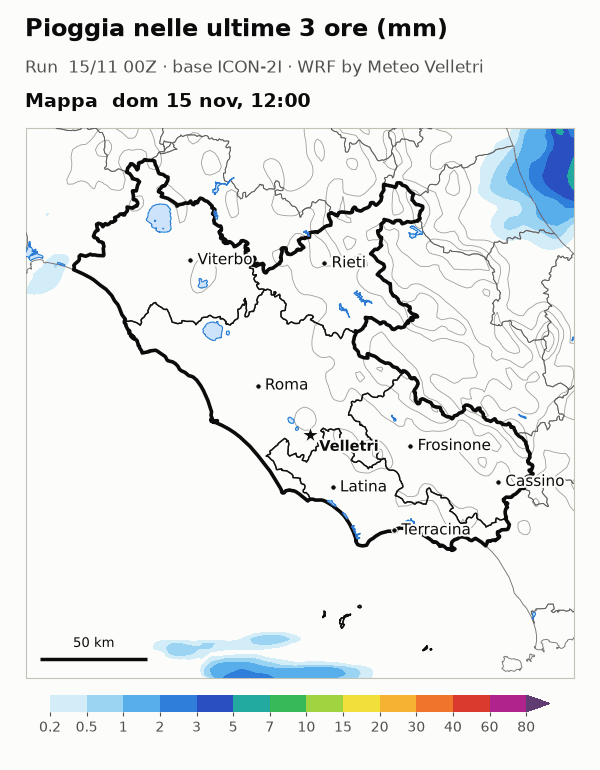 Pioggia nelle ultime 3 ore (mm)
Run  15/11 00Z · base ICON-2I · WRF by Meteo Velletri
Mappa  dom 15 nov, 12:00
Viterbo
Rieti
Roma
Velletri
Frosinone
Latina
Cassino
Terracina
50 km
0.2 0.5 1 2 3 5 7 10 15 20 30 40 60 80